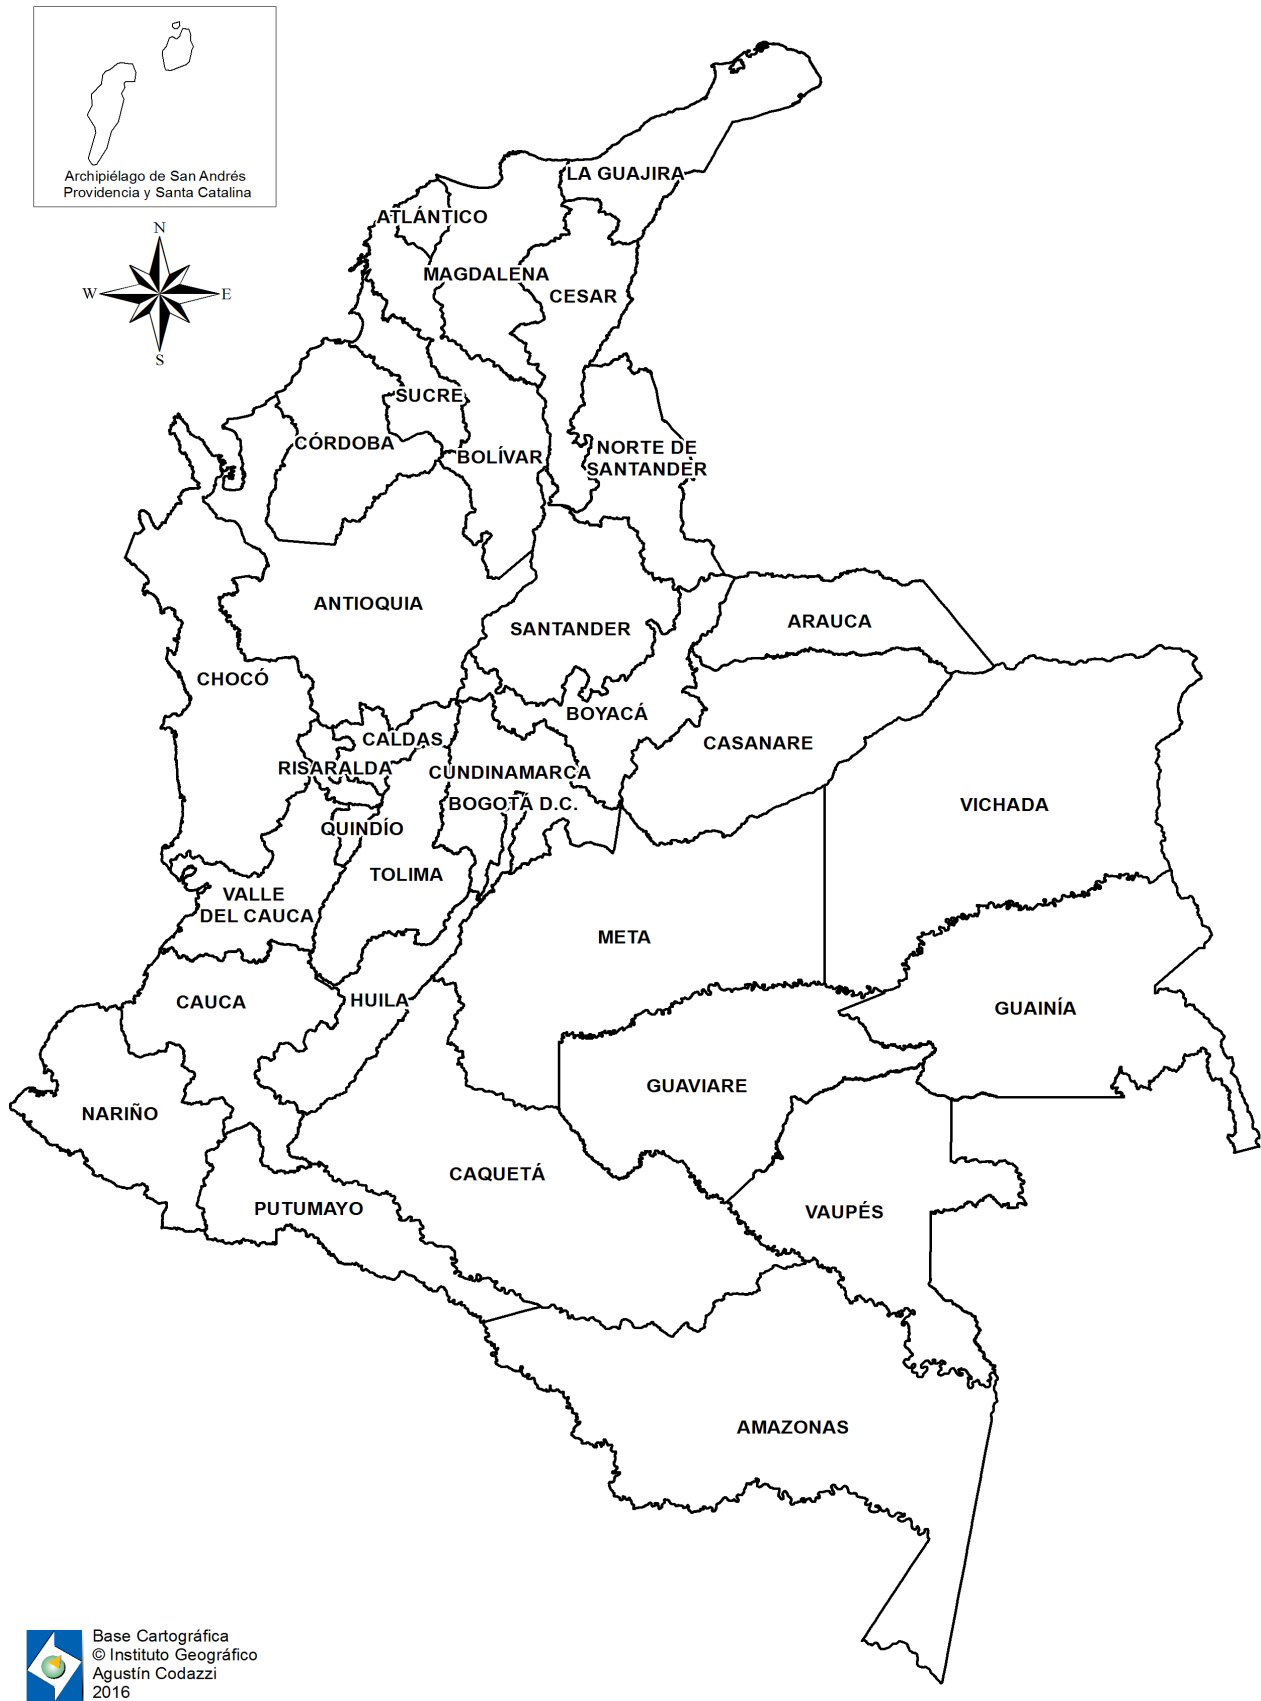 Archipiélago de San Andrés
Providencia y Santa Catalina
N
W
E
S
LA GUAJIRA
ATLÁNTICO
MAGDALENA
CESAR
SUCRE
CÓRDOBA
BOLÍVAR
NORTE DE
SANTANDER
ANTIOQUIA
SANTANDER
ARAUCA
CHOCÓ
BOYACÁ
CALDAS
CASANARE
RISARALDA
CUNDINAMARCA
BOGOTÁ D.C.
VICHADA
QUINDÍO
TOLIMA
VALLE
DEL CAUCA
META
CAUCA
HUILA
GUAINÍA
GUAVIARE
NARIÑO
CAQUETÁ
PUTUMAYO
VAUPÉS
AMAZONAS
Base Cartográfica
© Instituto Geográfico
Agustín Codazzi
2016